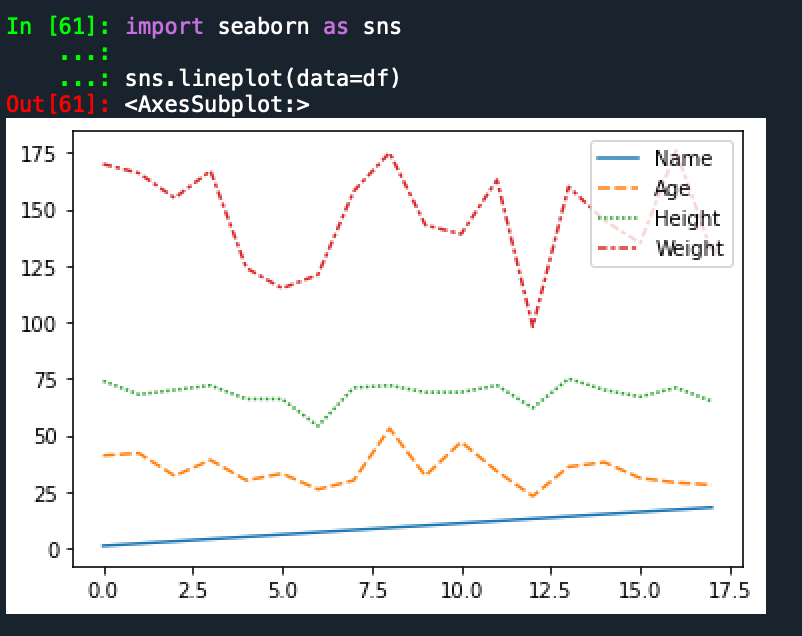 In [61]: import seaborn as sns
...:
...: sns.lineplot(data=df)
Out[61]: <AxesSubplot:>
175
150
125
100
75
50
25
0
0.0 2.5 5.0 7.5 10.0 12.5 15.0 17.5
Name
Age
Height
Weight